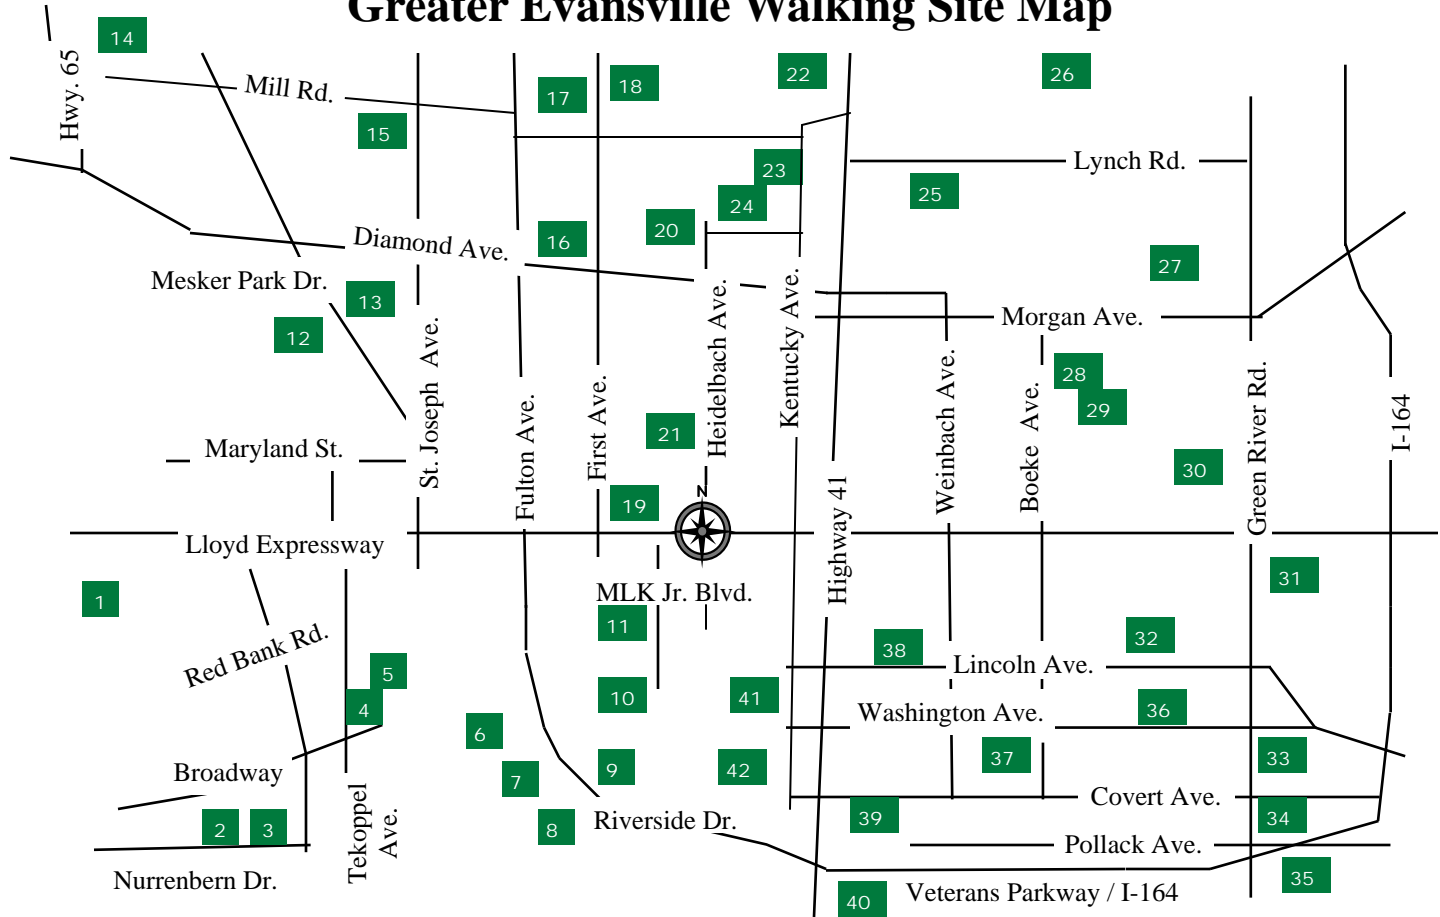 Greater Evansville Walking Site Map
14
Hwy. 65
Mill Rd.
17
18
22
26
15
23
Lynch Rd.
24
25
20
16
Diamond Ave.
27
Mesker Park Dr.
13
12
Morgan Ave.
St. Joseph Ave.
Fulton Ave.
First Ave.
Heidelbach Ave.
Kentucky Ave.
Weinbach Ave.
Boeke Ave.
28
29
Green River Rd.
I-164
21
Maryland St.
30
19
N
Highway 41
Lloyd Expressway
1
MLK Jr. Blvd.
31
11
Red Bank Rd.
5
4
38
32
Lincoln Ave.
10
41
36
Washington Ave.
6
7
9
42
37
33
Broadway
Covert Ave.
2
3
Tekoppel
Ave.
8
Riverside Dr.
39
34
Pollack Ave.
Nurrenbern Dr.
35
40
Veterans Parkway / I-164